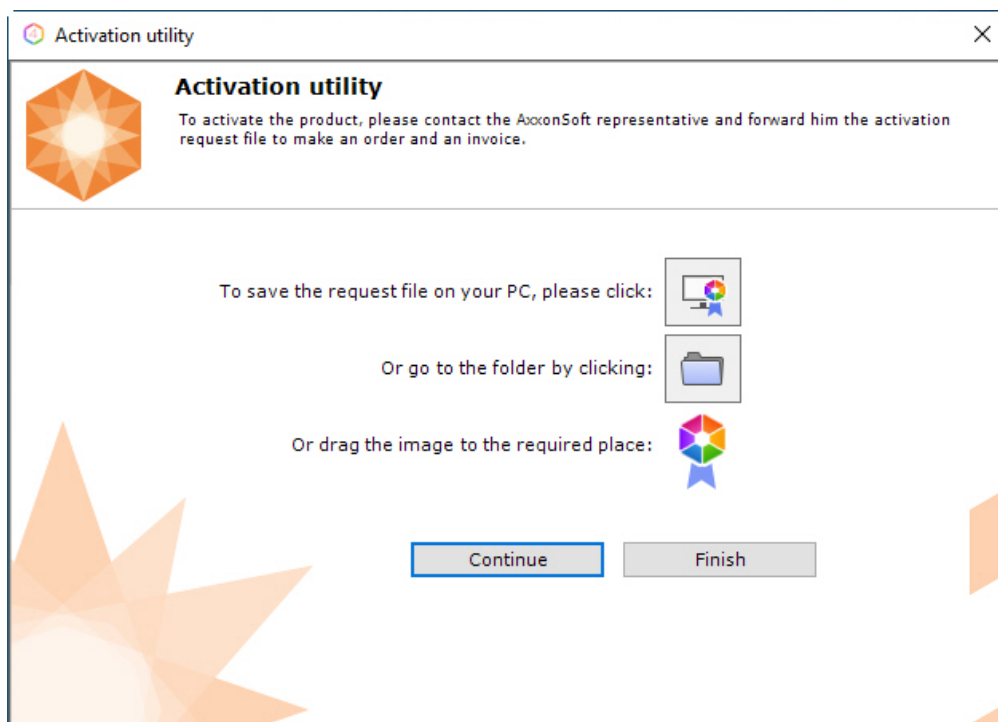 Activation utility
Activation utility
To activate the product, please contact the AxxonSoft representative and forward him the activation
request file to make an order and an invoice.
To save the request file on your PC, please click:
Or go to the folder by clicking:
Or drag the image to the required place:
Continue
Finish